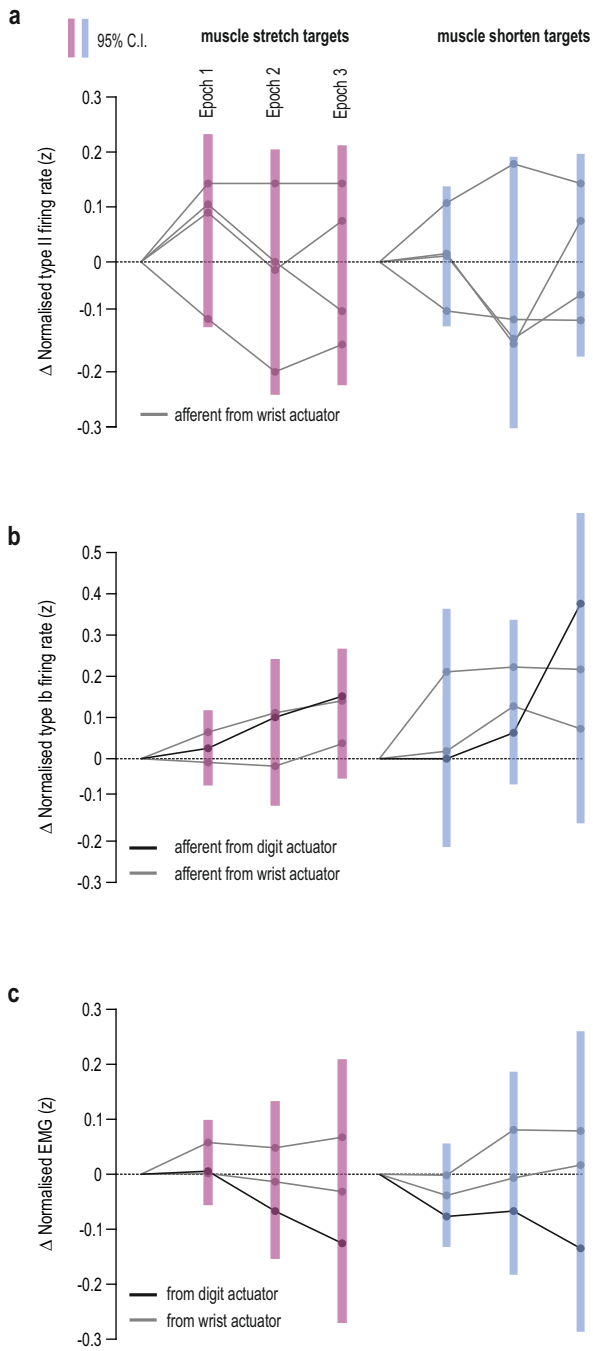 a
95% C.I.
muscle stretch targets
muscle shorten targets
Epoch 1
Epoch 2
Epoch 3
Δ Normalised type II firing rate (z)
0.3
0.2
0.1
0
-0.1
-0.2
-0.3
afferent from wrist actuator
b
Δ Normalised type Ib firing rate (z)
0.5
0.4
0.3
0.2
0.1
0
-0.1
-0.2
-0.3
afferent from digit actuator
afferent from wrist actuator
c
Δ Normalised EMG (z)
0.3
0.2
0.1
0
-0.1
-0.2
-0.3
from digit actuator
from wrist actuator